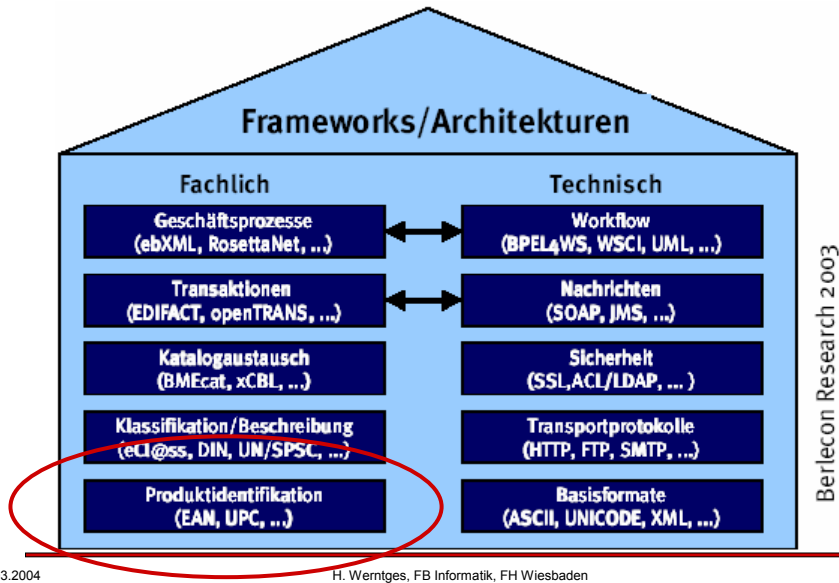 Frameworks/Architekturen
Fachlich
Geschäftsprozesse
(ebXML, RosettaNet, ...)
Transaktionen
(EDIFACT, openTRANS, ...)
Katalogaustausch
(BMEcat, xCBL, ...)
Klassifikation/Beschreibung
(eCl@ss, DIN, UN/SPSC, ...)
Produktidentifikation
(EAN, UPC, ...)
Technisch
Workflow
(BPEL4WS, WSCI, UML, ...)
Nachrichten
(SOAP, JMS, ...)
Sicherheit
(SSL,ACL/LDAP, ... )
Transportprotokolle
(HTTP, FTP, SMTP, ...)
Basisformate
(ASCII, UNICODE, XML, ...)
Berlecon Research 2003
3.2004
H. Werntges, FB Informatik, FH Wiesbaden